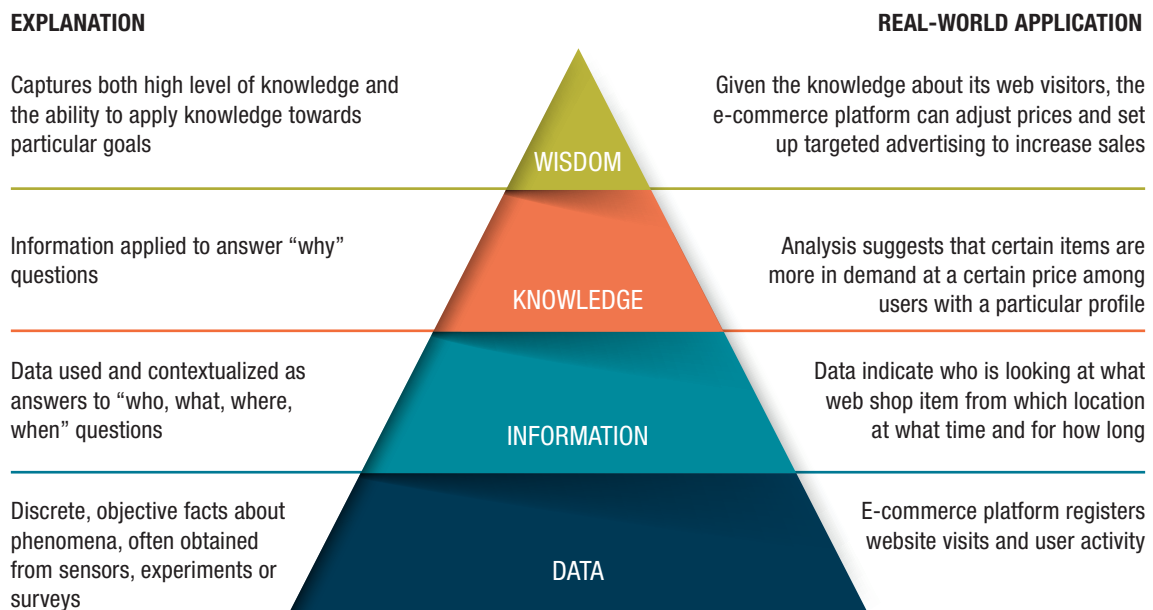 EXPLANATION
REAL-WORLD APPLICATION
Captures both high level of knowledge and
the ability to apply knowledge towards
particular goals
WISDOM
Given the knowledge about its web visitors, the
e-commerce platform can adjust prices and set
up targeted advertising to increase sales
Information applied to answer “why”
questions
KNOWLEDGE
Analysis suggests that certain items are
more in demand at a certain price among
users with a particular profile
Data used and contextualized as
answers to “who, what, where,
when” questions
INFORMATION
Data indicate who is looking at what
web shop item from which location
at what time and for how long
Discrete, objective facts about
phenomena, often obtained
from sensors, experiments or
surveys
DATA
E-commerce platform registers
website visits and user activity